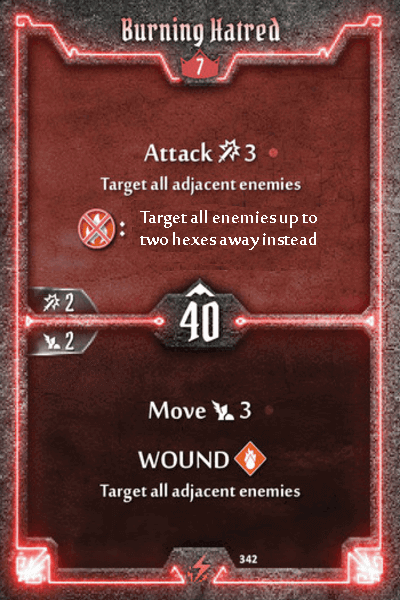 Burning Hatred
7
Attack 3
Target all adjacent enemies
: Target all enemies up to
two hexes away instead
2
40
2
Move 3
WOUND
Target all adjacent enemies
342